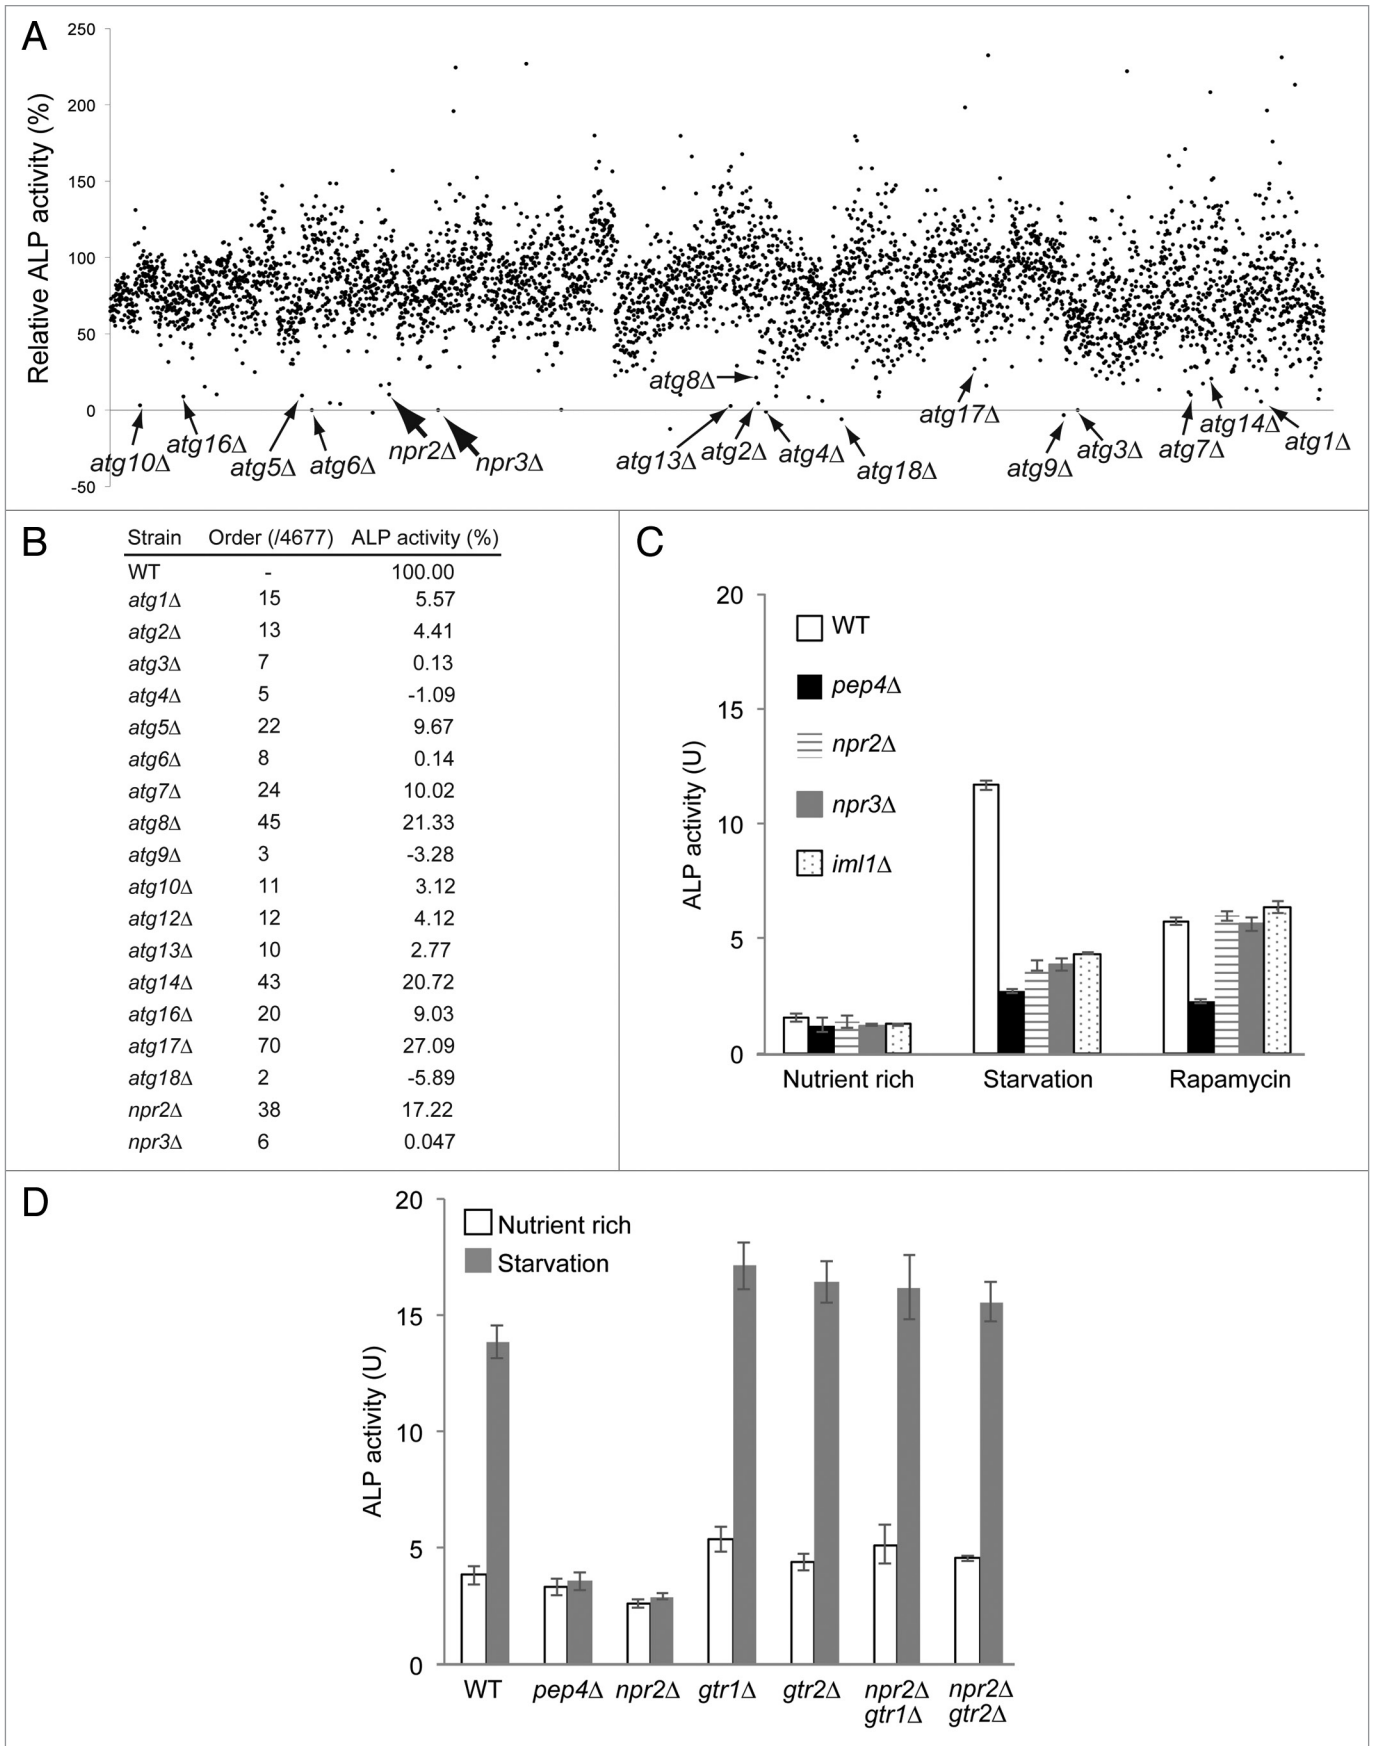 A
Relative ALP activity (%)
250
200
150
100
50
0
-50
atg10Δ
atg16Δ
atg5Δ
atg6Δ
npr2Δ
npr3Δ
atg8Δ
atg13Δ
atg2Δ
atg4Δ
atg18Δ
atg17Δ
atg9Δ
atg3Δ
atg7Δ
atg14Δ
atg1Δ
B
Strain Order (/4677) ALP activity (%)
WT - 100.00
atg1Δ 15 5.57
atg2Δ 13 4.41
atg3Δ 7 0.13
atg4Δ 5 -1.09
atg5Δ 22 9.67
atg6Δ 8 0.14
atg7Δ 24 10.02
atg8Δ 45 21.33
atg9Δ 3 -3.28
atg10Δ 11 3.12
atg12Δ 12 4.12
atg13Δ 10 2.77
atg14Δ 43 20.72
atg16Δ 20 9.03
atg17Δ 70 27.09
atg18Δ 2 -5.89
npr2Δ 38 17.22
npr3Δ 6 0.047
C
ALP activity (U)
20
15
10
5
0
WT
pep4Δ
npr2Δ
npr3Δ
iml1Δ
Nutrient rich Starvation Rapamycin
D
ALP activity (U)
20
15
10
5
0
Nutrient rich
Starvation
WT pep4Δ npr2Δ gtr1Δ gtr2Δ npr2Δ npr2Δ
gtr1Δ gtr2Δ